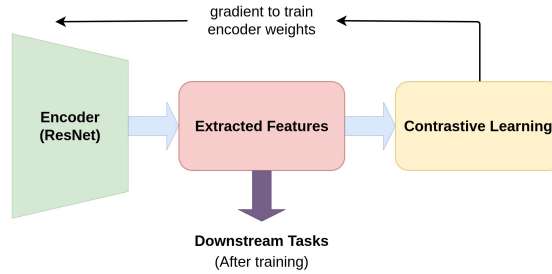 gradient to train
encoder weights
Encoder
(ResNet)
Extracted Features
Contrastive Learning
Downstream Tasks
(After training)